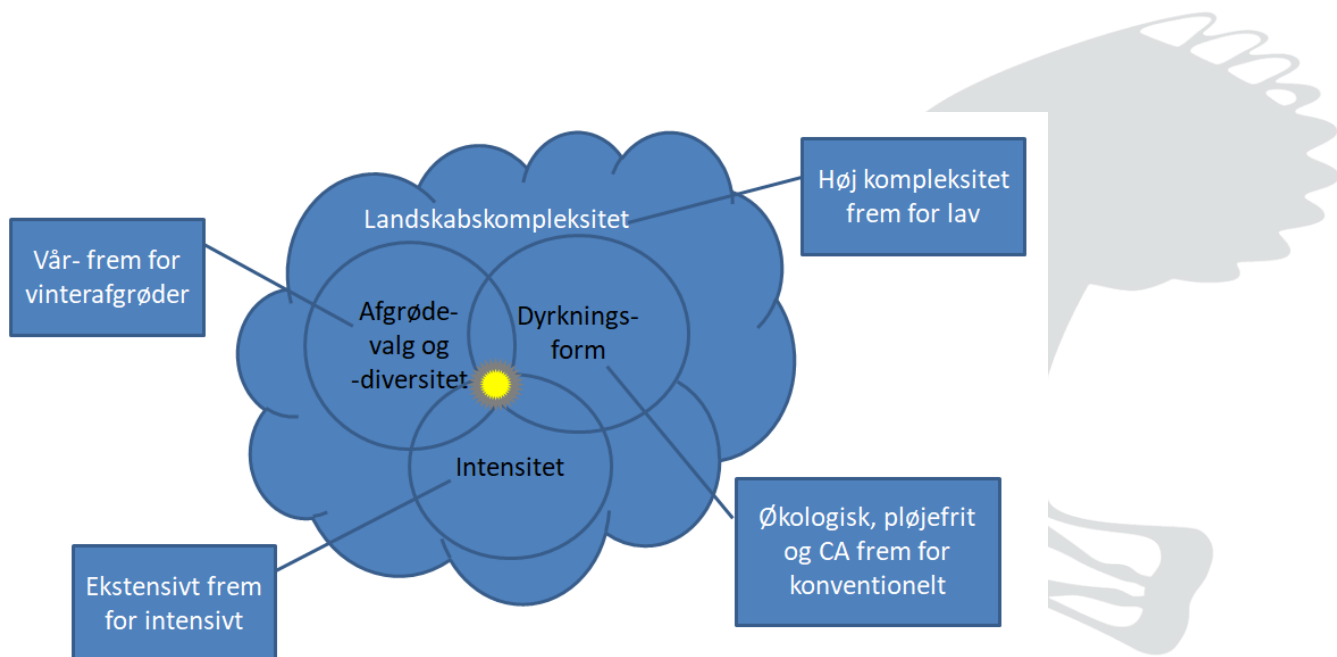 Landskabskompleksitet
Høj kompleksitet
frem for lav
Vår- frem for
vinterafgrøder
Afgrøde-
valg og
-diversitet
Dyrknings-
form
Intensitet
Økologisk, pløjefrit
og CA frem for
konventionelt
Ekstensivt frem
for intensivt